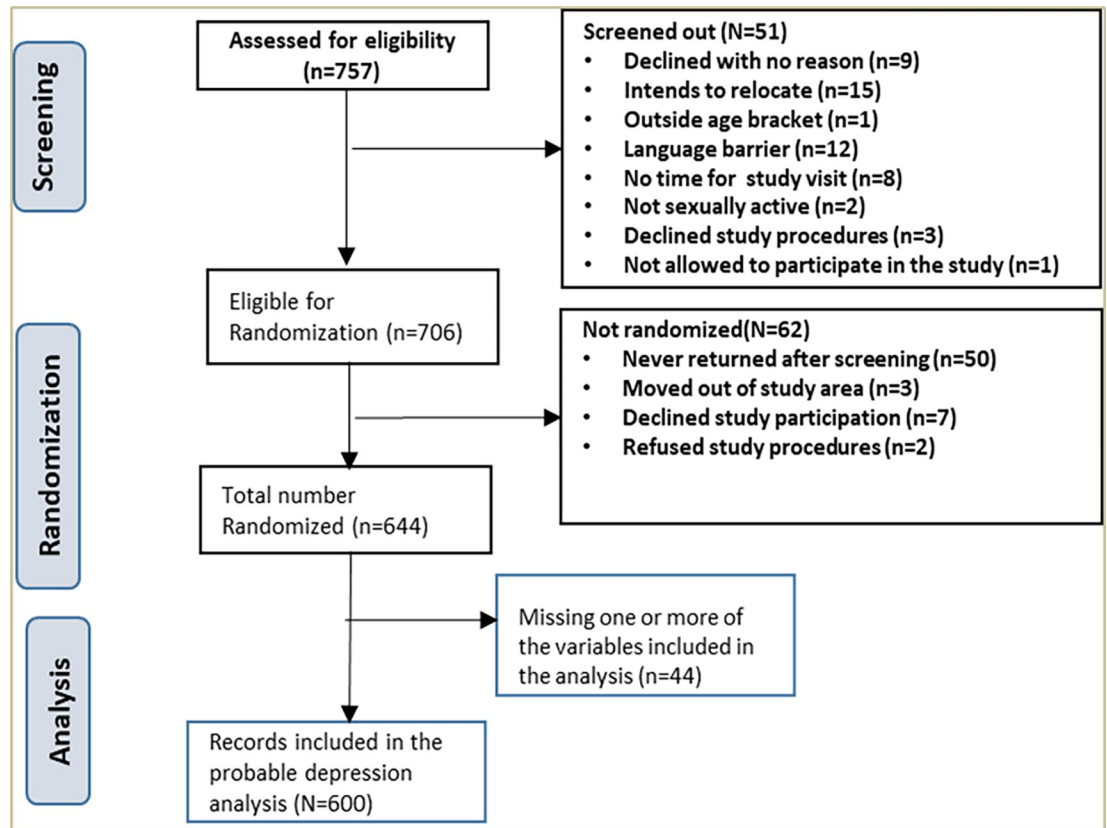 Screening
Assessed for eligibility
(n=757)
Screened out (N=51)
• Declined with no reason (n=9)
• Intends to relocate (n=15)
• Outside age bracket (n=1)
• Language barrier (n=12)
• No time for study visit (n=8)
• Not sexually active (n=2)
• Declined study procedures (n=3)
• Not allowed to participate in the study (n=1)
Eligible for
Randomization (n=706)
Randomization
Not randomized(N=62)
• Never returned after screening (n=50)
• Moved out of study area (n=3)
• Declined study participation (n=7)
• Refused study procedures (n=2)
Total number
Randomized (n=644)
Analysis
Missing one or more of
the variables included in
the analysis (n=44)
Records included in the
probable depression
analysis (N=600)